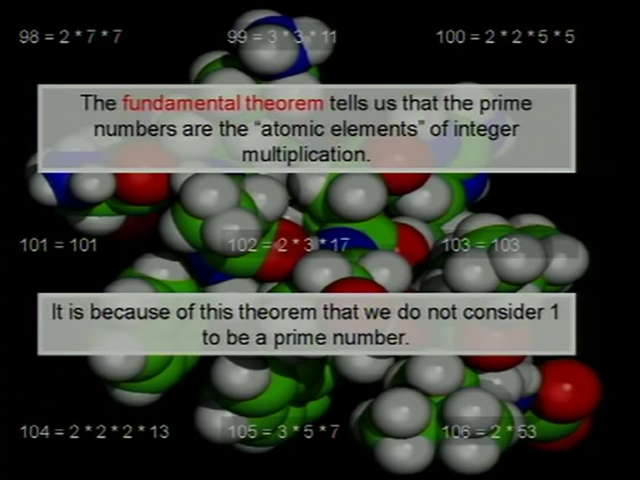 98 = 2 * 7 * 7
99 = 3 * 3 * 11
100 = 2 * 2 * 5 * 5
The fundamental theorem tells us that the prime
numbers are the “atomic elements” of integer
multiplication.
101 = 101
102 = 2 * 3 * 17
103 = 103
It is because of this theorem that we do not consider 1
to be a prime number.
104 = 2 * 2 * 2 * 13
105 = 3 * 5 * 7
106 = 2 * 53